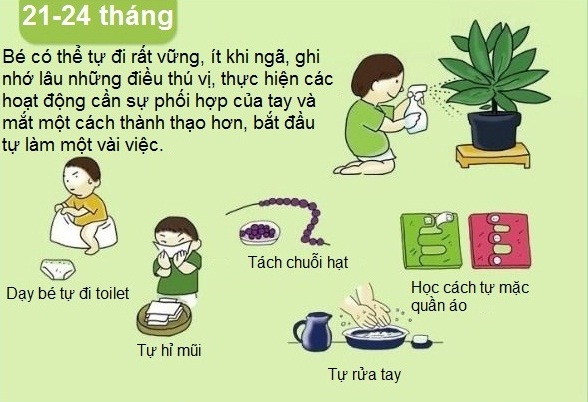 21-24 tháng
Bé có thể tự đi rất vững, ít khi ngã, ghi
nhớ lâu những điều thú vị, thực hiện các
hoạt động cần sự phối hợp của tay và
mắt một cách thành thạo hơn, bắt đầu
tự làm một vài việc.
Dạy bé tự đi toilet
Tự hỉ mũi
Tách chuỗi hạt
Học cách tự mặc
quần áo
Tự rửa tay